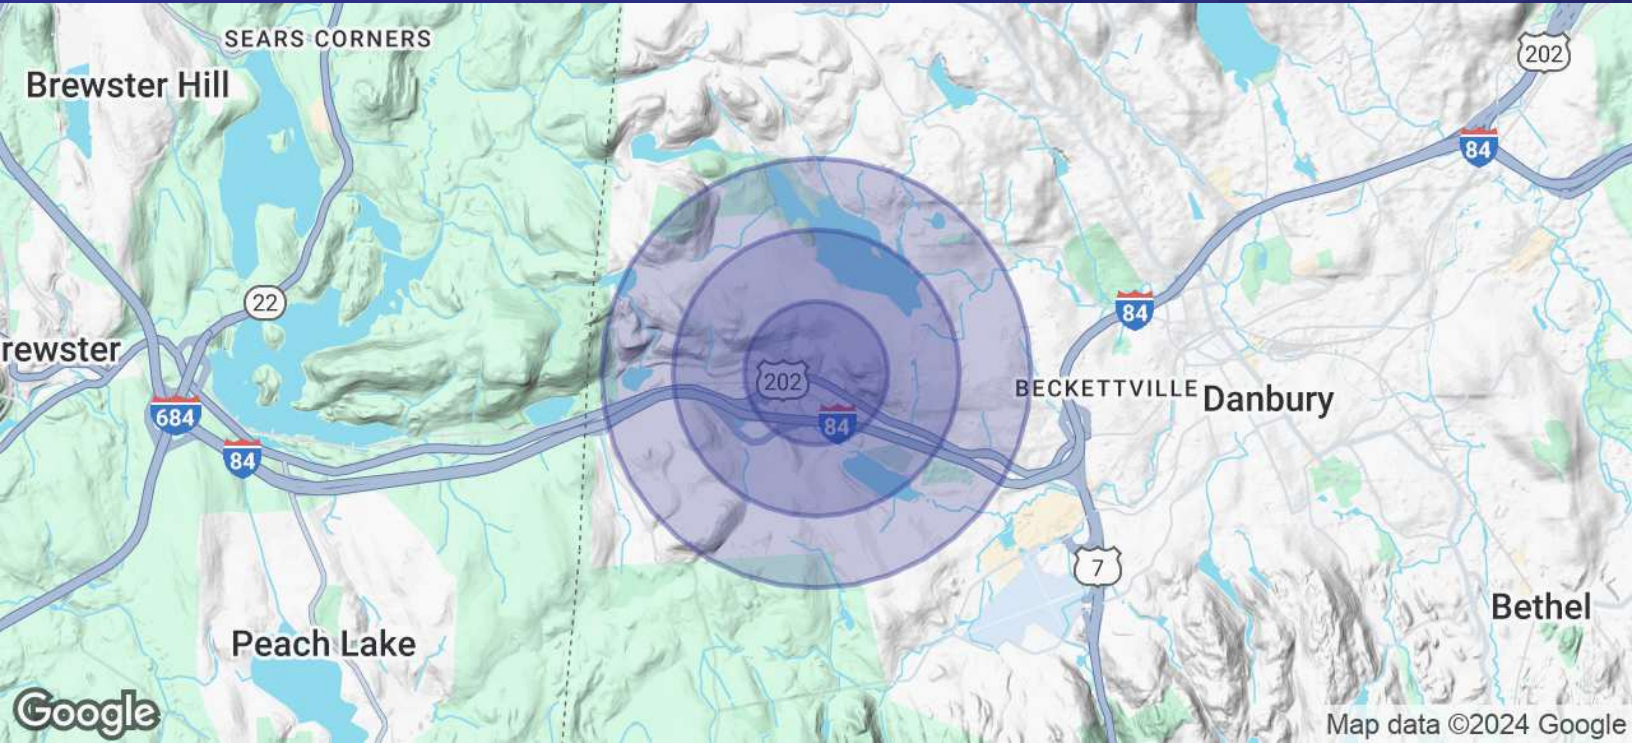 SEARS CORNERS
202
Brewster Hill
84
22
84
rewster
202
BECKETTVILLE
Danbury
684
84
84
7
Bethel
Peach Lake
Google
Map data ©2024 Google